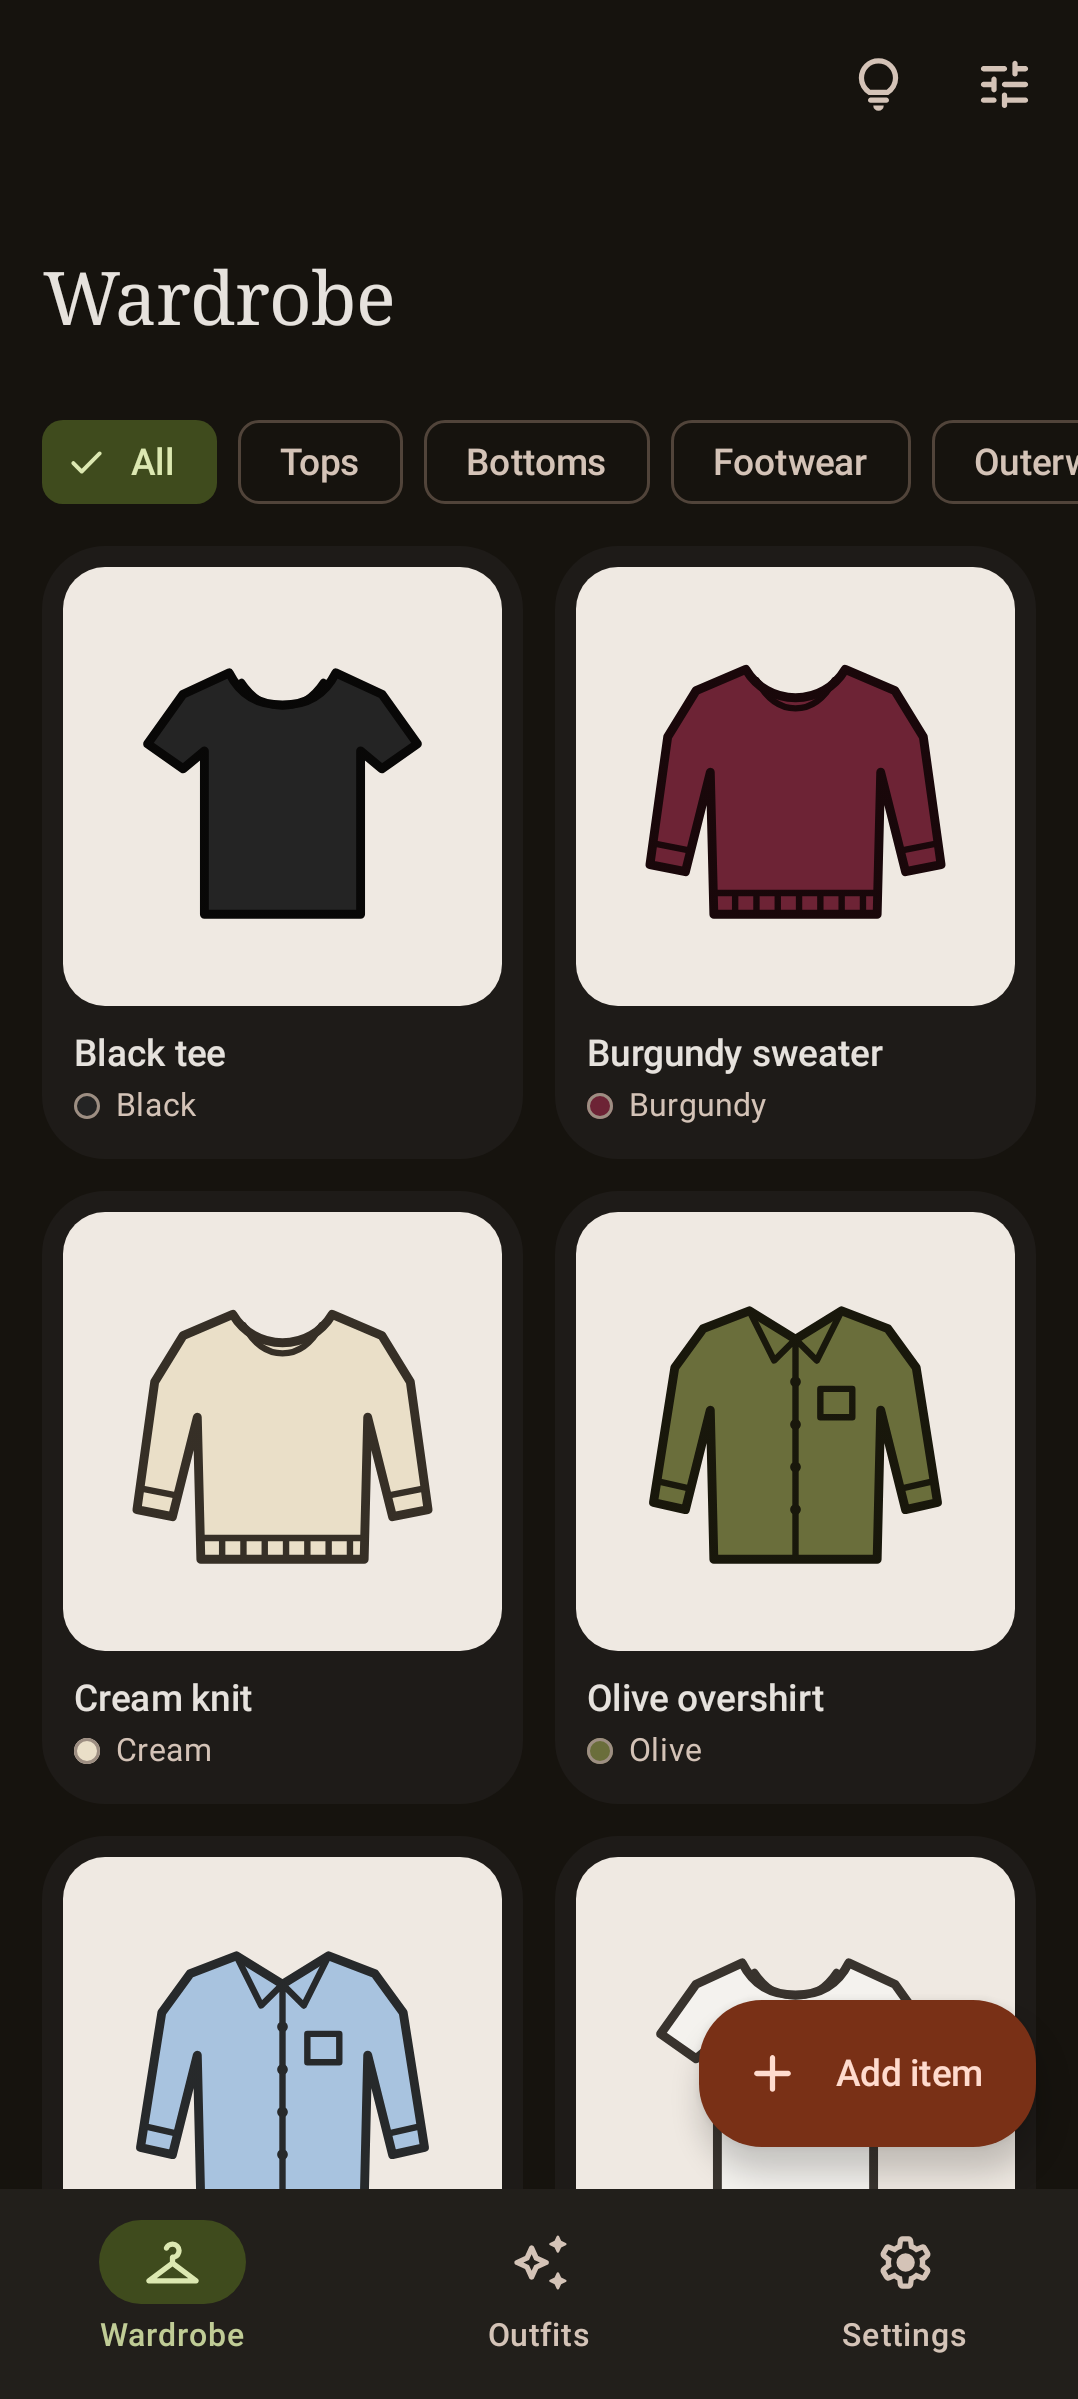 Wardrobe
All
Tops
Bottoms
Footwear
Outerw
Black tee
Black
Burgundy sweater
Burgundy
Cream knit
Cream
Olive overshirt
Olive
Add item
Wardrobe
Outfits
Settings